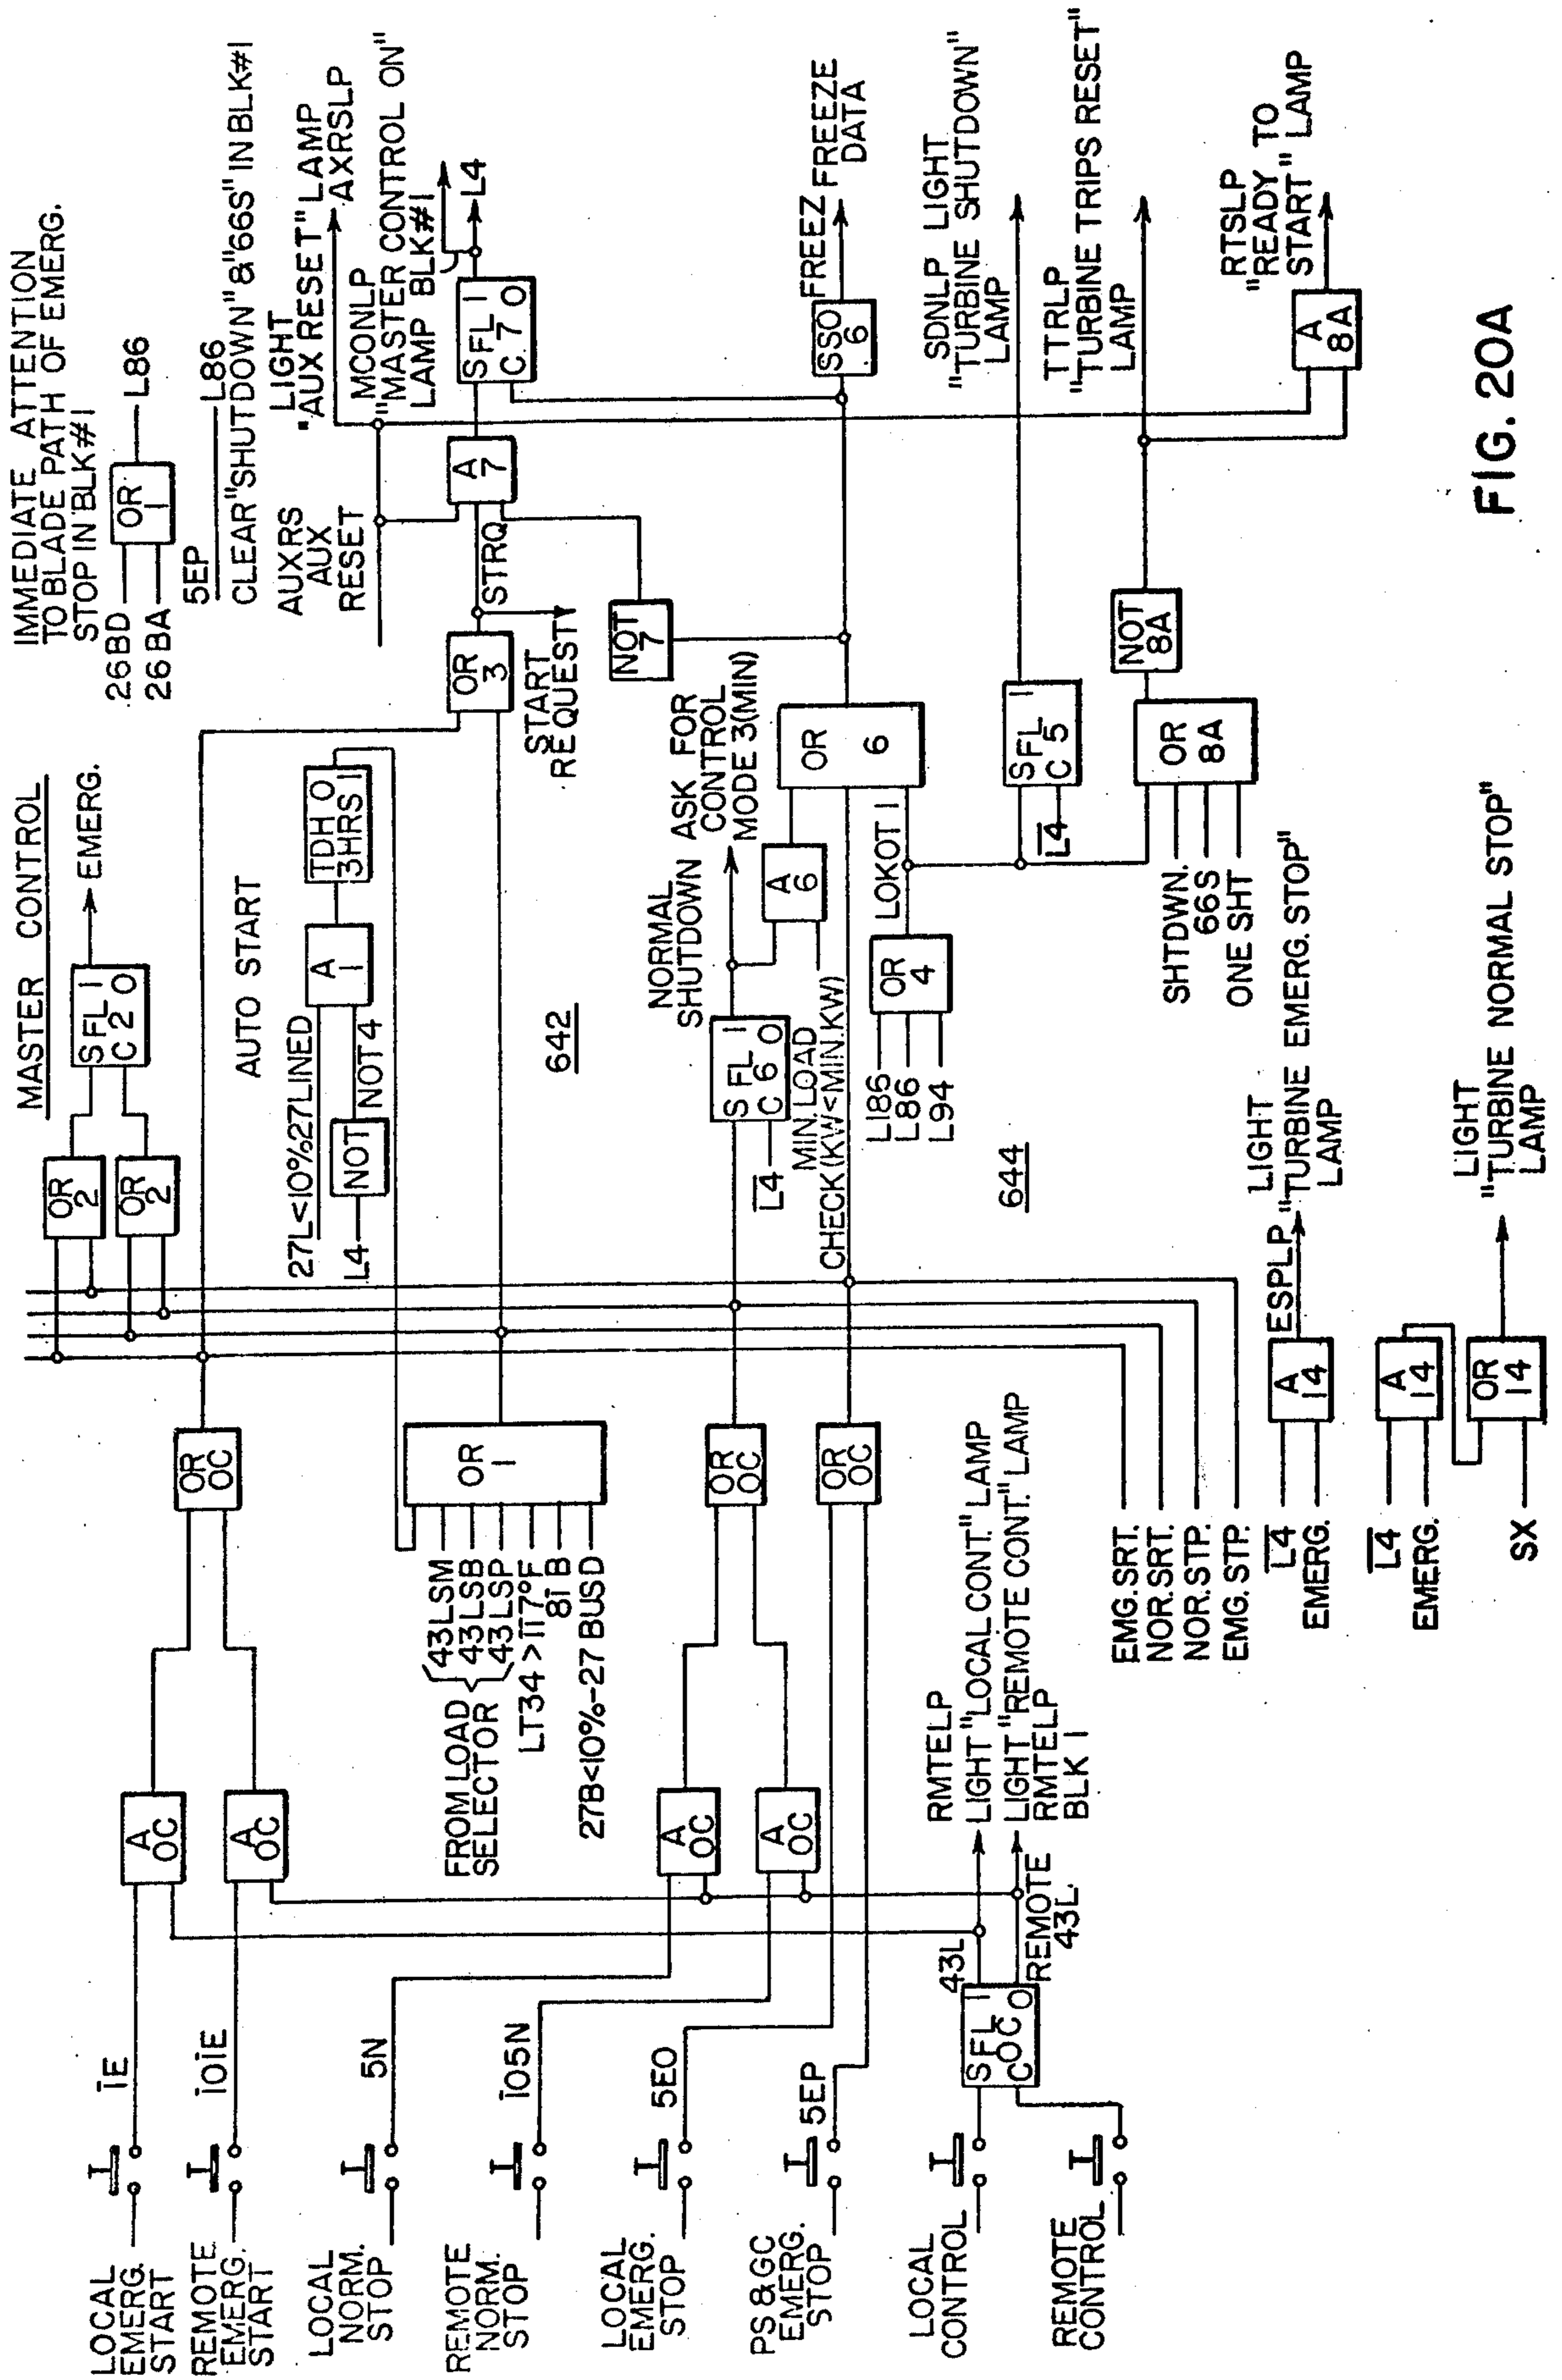 LOCAL
EMERG.
START
1E
REMOTE
EMERG.
START
101E
LOCAL
NORM.
STOP
5N
REMOTE
NORM.
STOP
105N
LOCAL
EMERG.
STOP
5EO
PS & GC
EMERG.
STOP
5EP
LOCAL
CONTROL
REMOTE
CONTROL
SFL 1
OC
C O
43L
REMOTE
43L
A
OC
A
OC
A
OC
A
OC
RMTELP
LIGHT "LOCAL CONT." LAMP
LIGHT "REMOTE CONT." LAMP
RMTELP
BLK 1
OR
OC
FROM LOAD
SELECTOR
43LSM
43LSB
43LSP
LT34 > 117°F
81B
27B<10%-27 BUSD
OR
1
OR
OC
OR
OC
EMG.SRT.
NOR.SRT.
NOR.STP.
EMG.STP.
L4
EMERG.
A
14
ESPLP
LIGHT
"TURBINE EMERG. STOP"
LAMP
L4
EMERG.
A
14
SX
OR
14
LIGHT
"TURBINE NORMAL STOP"
LAMP
MASTER CONTROL
OR
2
OR
2
S FL 1
C 2 O
EMERG.
AUTO START
27L<10%27LINED
L4
NOT
NOT 4
A
1
TDH O
3HRS 1
642
NORMAL
SHUTDOWN
ASK FOR
CONTROL
MODE 3(MIN)
S FL 1
C 6 O
L4
MIN. LOAD
CHECK(KW<MIN.KW)
A
6
L186
L86
L94
OR
4
LOKOT 1
OR
6
644
SFL 1
C 5
L4
SHTDWN.
66S
ONE SHT
OR
8A
NOT
8A
IMMEDIATE ATTENTION
TO BLADE PATH OF EMERG.
STOP IN BLK#1
26BD
26BA
OR
1
L86
5EP
L86
CLEAR"SHUTDOWN"&"66S"IN BLK#1
AUXRS
AUX
RESET
LIGHT
"AUX RESET" LAMP
AXRSLP
MCONLP
"MASTER CONTROL ON"
LAMP BLK#1
OR
3
STRQ
START
REQUEST
A
7
NOT
7
S FL 1
C 7 O
L4
SSO
6
FREEZ
FREEZE
DATA
SDNLP LIGHT
"TURBINE SHUTDOWN"
LAMP
TTRLP
"TURBINE TRIPS RESET"
LAMP
A
8A
RTSLP
"READY TO
START" LAMP
FIG. 20A